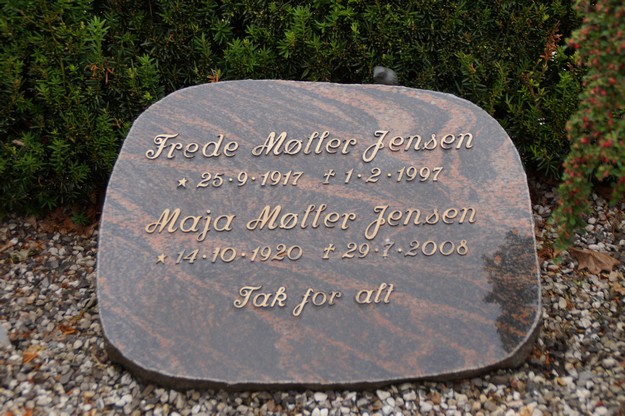 Frede Møller Jensen
★ 25·9·1917 † 1·2·1997
Maja Møller Jensen
★ 14·10·1920 † 29·7·2008
Tak for alt